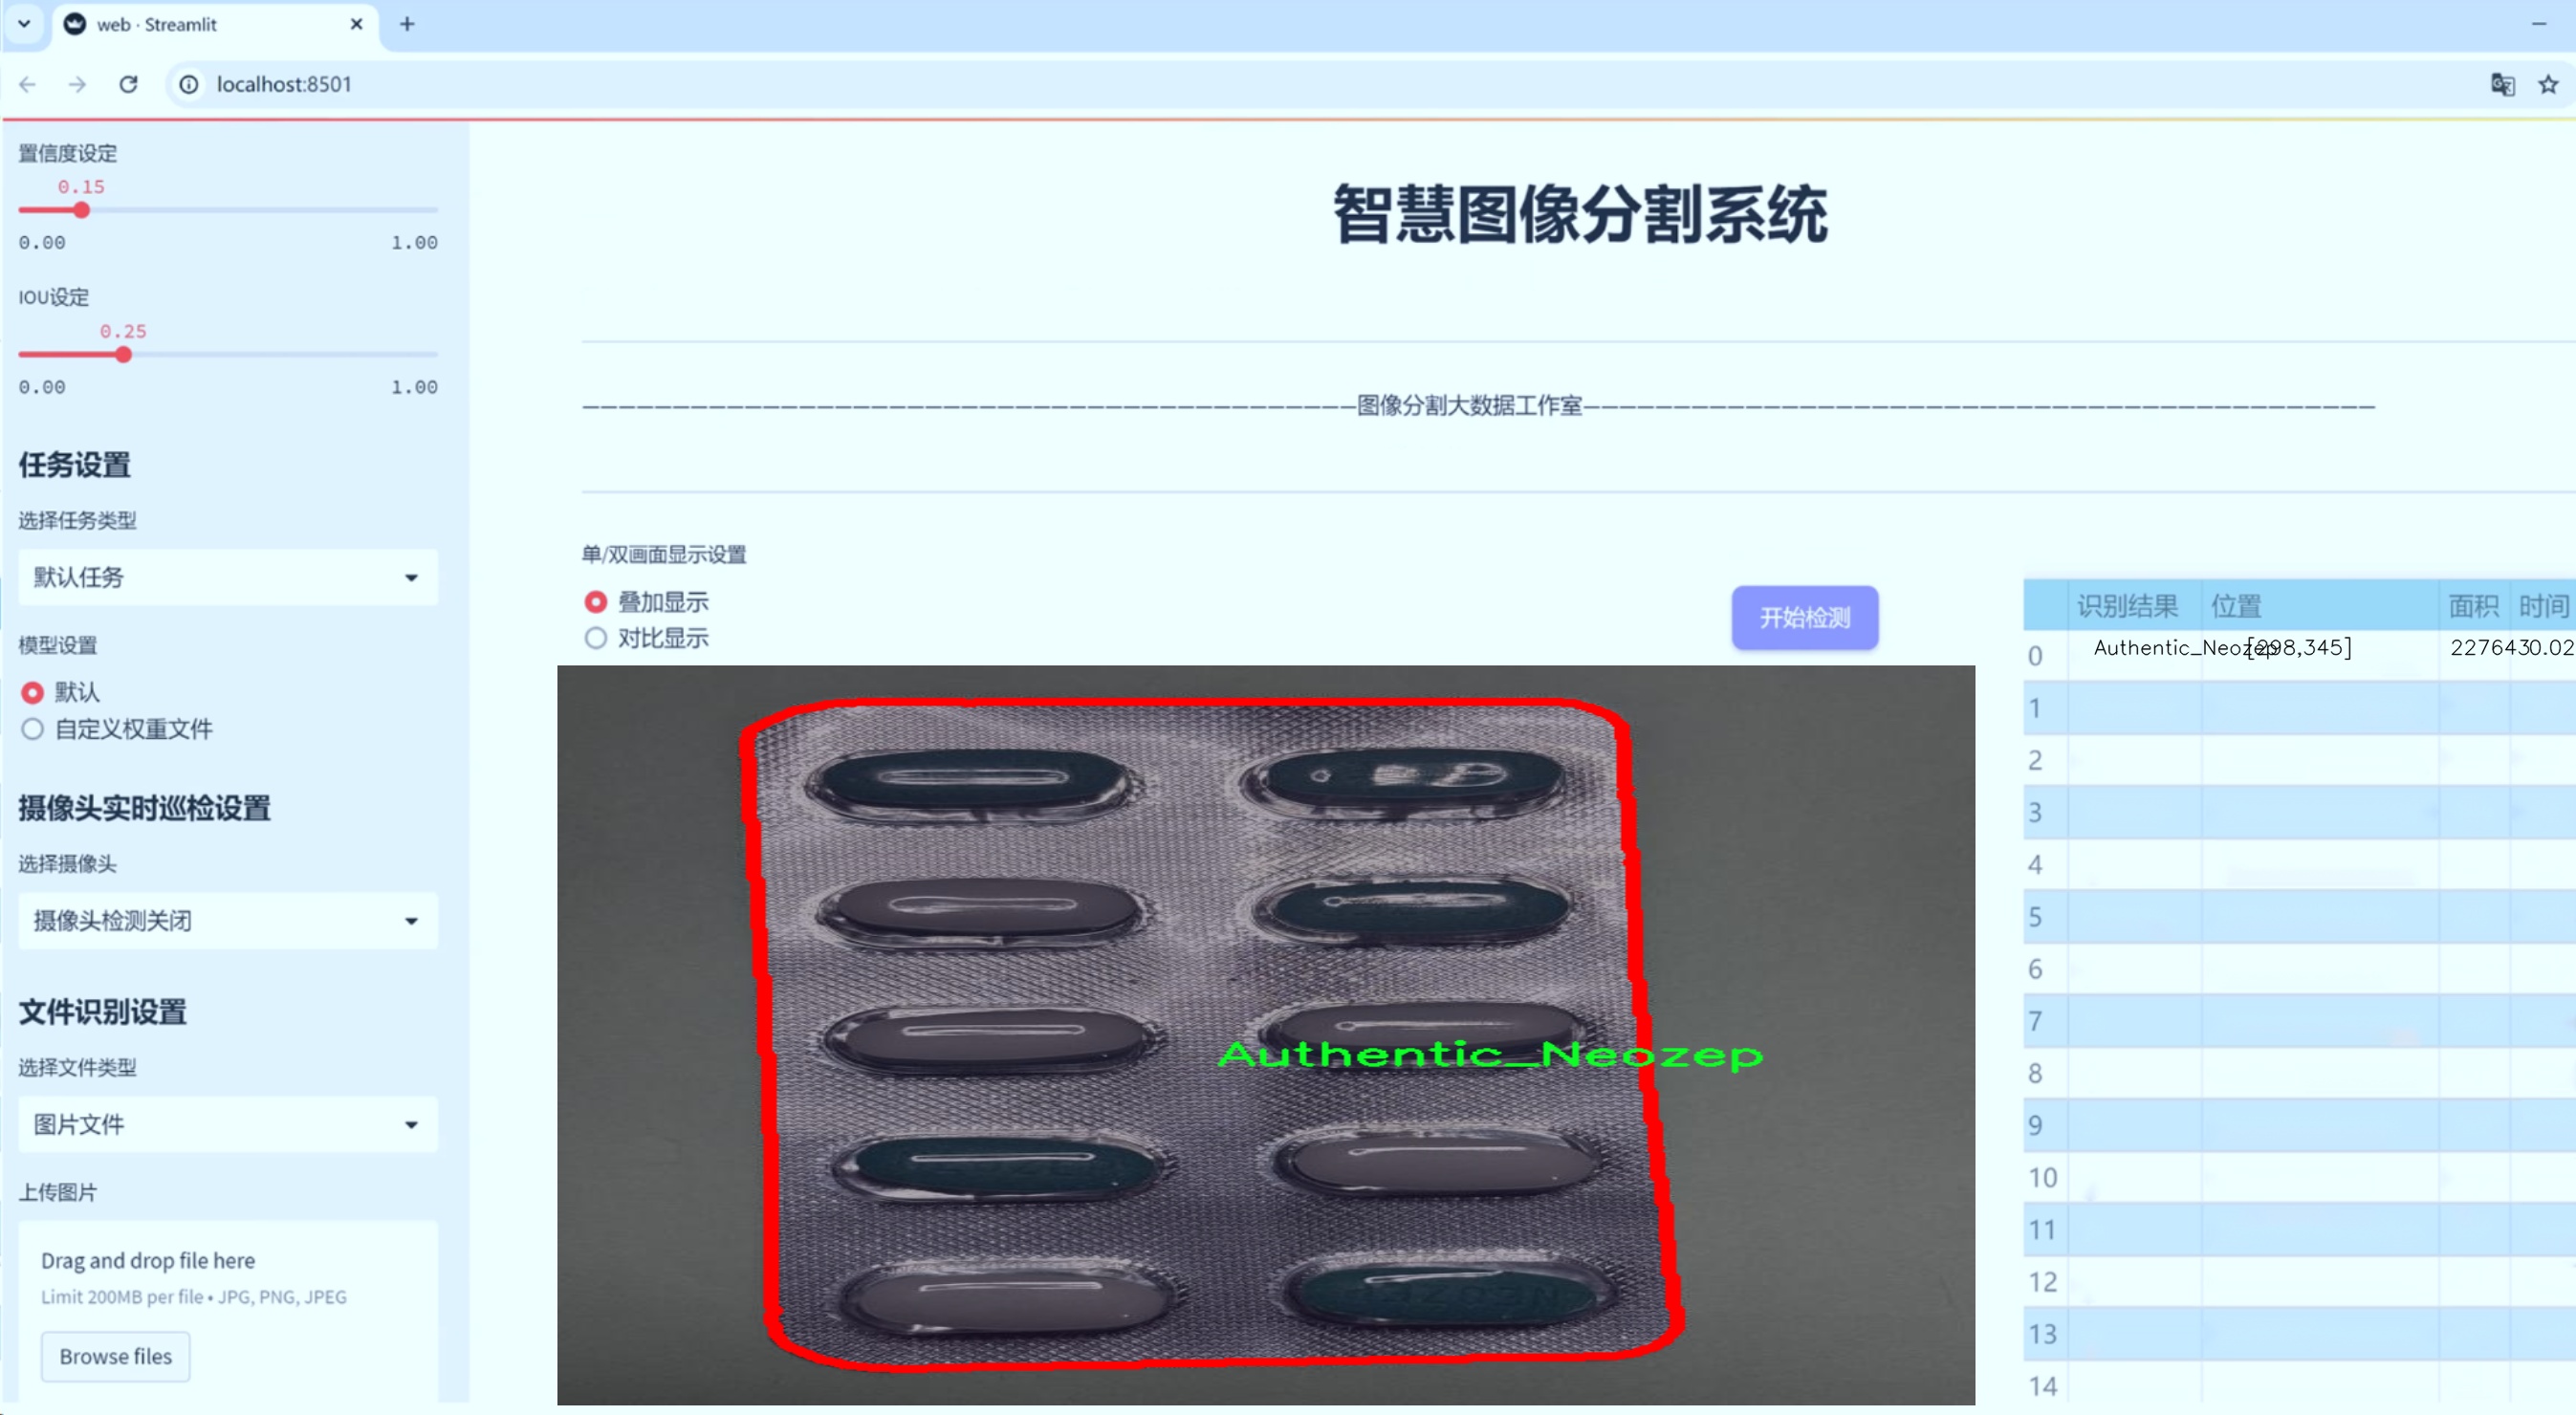 web · Streamlit
localhost:8501
置信度设定
0.15
0.00 1.00
IOU设定
0.25
0.00 1.00
任务设置
选择任务类型
默认任务
模型设置
默认
自定义权重文件
摄像头实时巡检设置
选择摄像头
摄像头检测关闭
文件识别设置
选择文件类型
图片文件
上传图片
Drag and drop file here
Limit 200MB per file • JPG, PNG, JPEG
Browse files
智慧图像分割系统
图像分割大数据工作室
单/双画面显示设置
叠加显示
对比显示
开始检测
Authentic_Neozep
NEOZEP
识别结果 位置 面积 时间
0 Authentic_Neozep [298,345] 227643 0.02
1
2
3
4
5
6
7
8
9
10
11
12
13
14